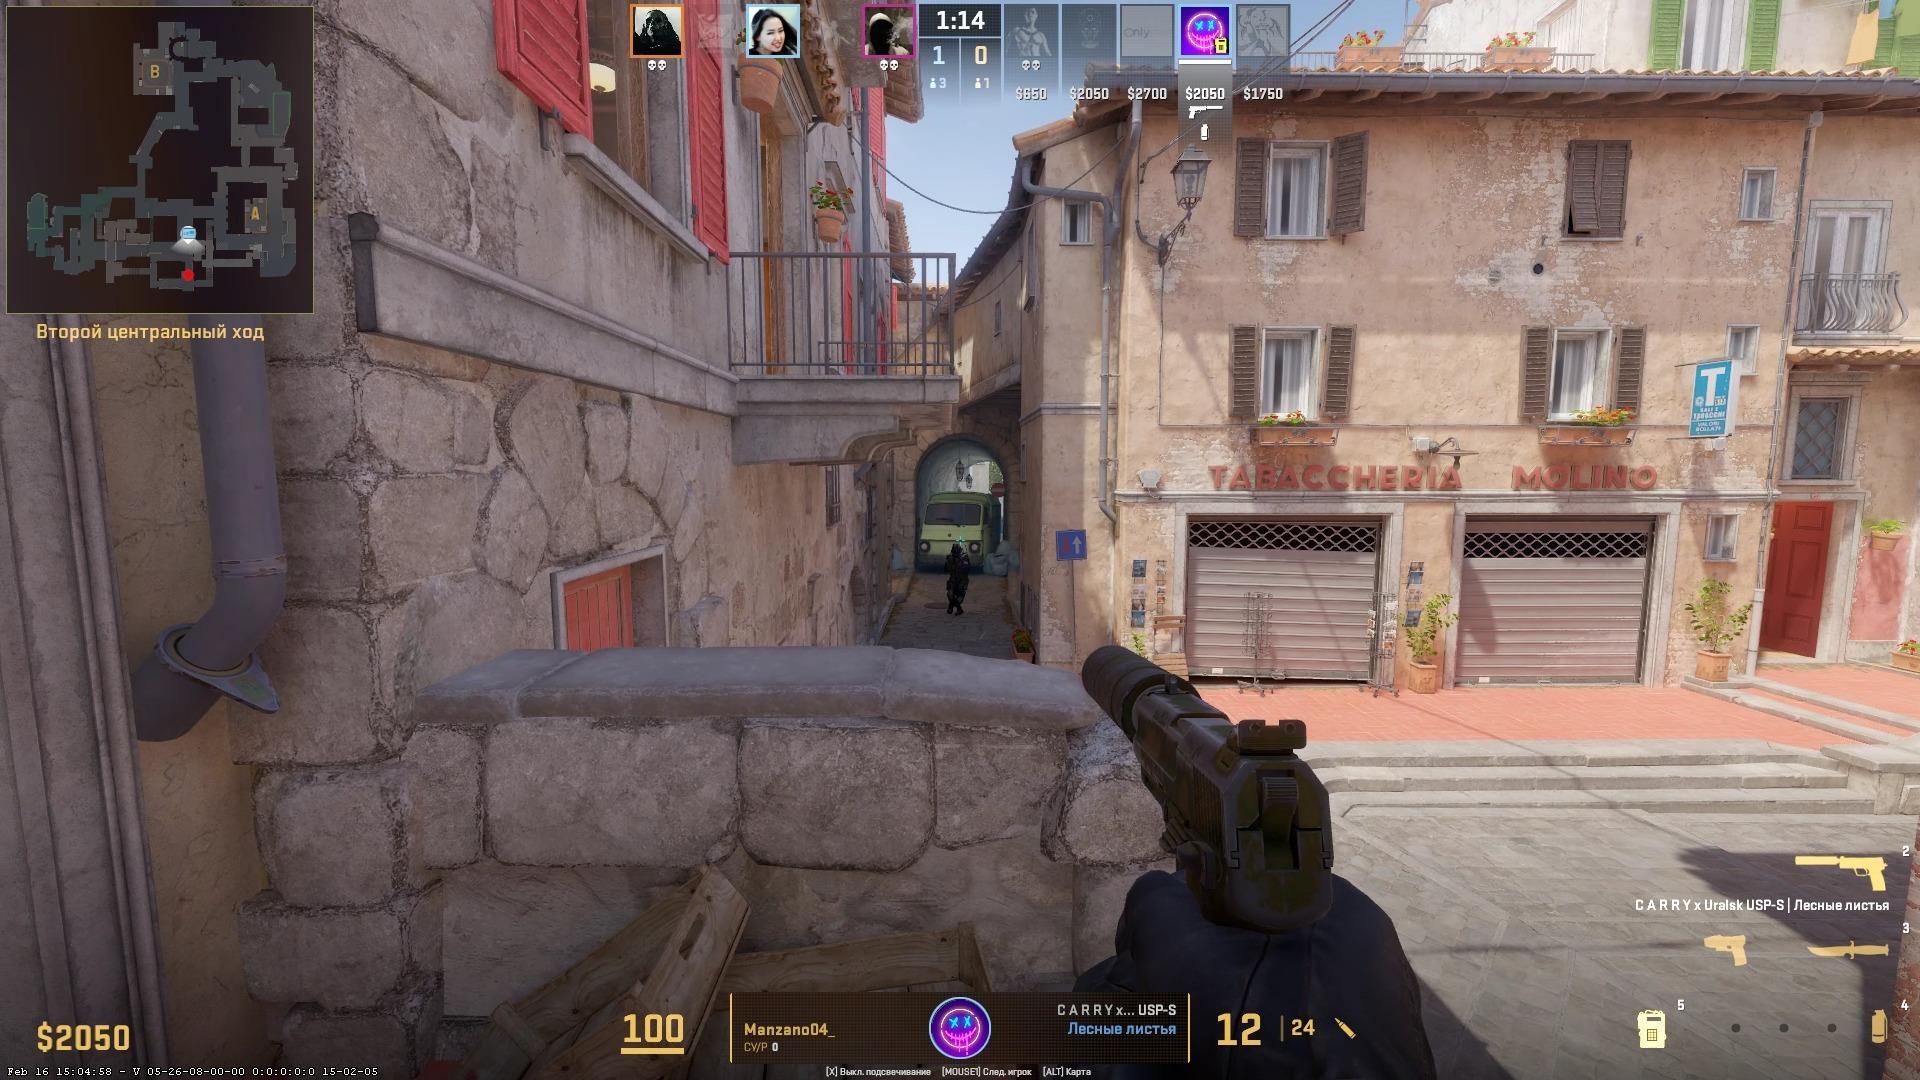 B
A
Второй центральный ход
1:14
1 0
3 1
$650 $2050 $2700 $2050 $1750
Only
T
TABACCHERIA MOLINO
2
C A R R Y x Uralsk USP-S | Лесные листья
3
5
4
$2050
100
Manzano04_
СУ/Р 0
C A R R Y x... USP-S
Лесные листья
12 | 24
[X] Выкл. подсвечивание [MOUSE1] След. игрок [ALT] Карта
Feb 16 15:04:58 - V 05-26-08-00-00 0:0:0:0:0 15-02-05